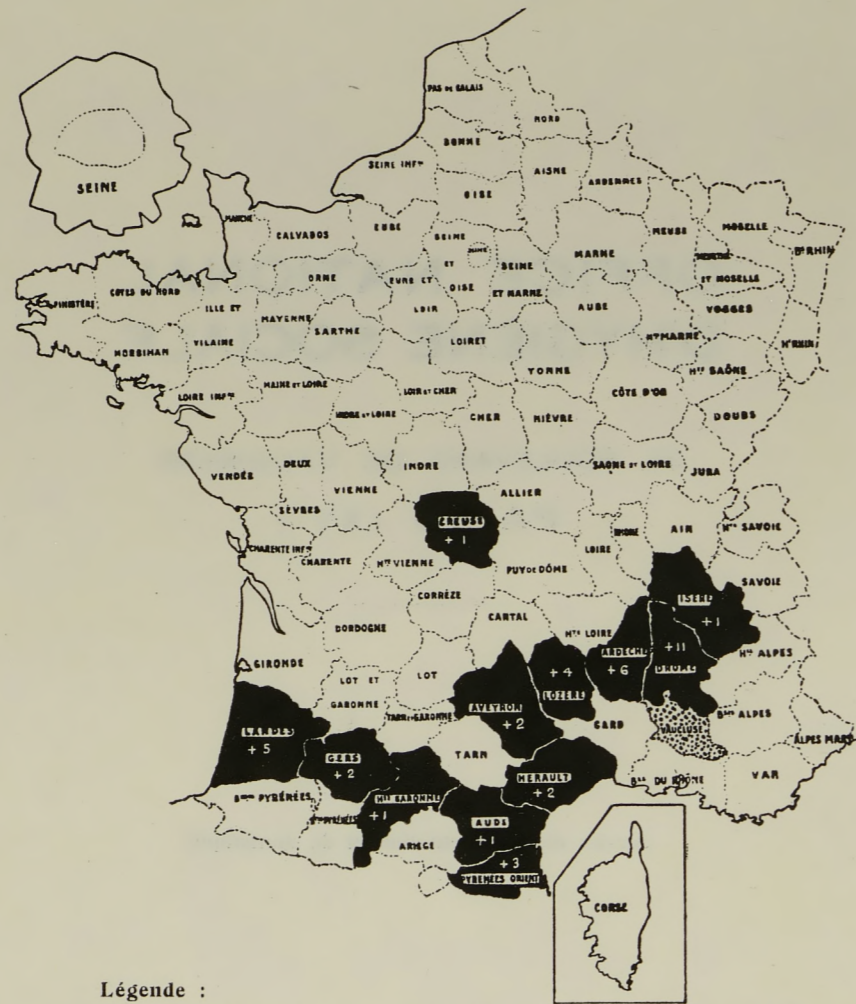 PAS DE CALAIS
NORD
SOMME
SEINE INFre
AISNE
ARDENNES
OISE
SEINE
MANCHE
CALVADOS
EURE
SEINE
ET
OISE
SEINE
SEINE
ET MARNE
MARNE
MEUSE
MOSELLE
MEURTHE
ET MOSELLE
Bs RHIN
FINISTÈRE
CÔTES DU NORD
ILLE ET
VILAINE
ORNE
MAYENNE
SARTHE
EURE ET
LOIR
AUBE
VOSGES
Hte MARNE
Ht RHIN
MORBIHAN
LOIRET
YONNE
Hte SAÔNE
LOIRE INFre
MAINE ET LOIRE
INDRE ET LOIRE
LOIR ET CHER
CHER
NIÈVRE
CÔTE D'OR
DOUBS
VENDÉE
DEUX
SÈVRES
VIENNE
INDRE
ALLIER
SAÔNE ET LOIRE
JURA
CREUSE
+ 1
CHARENTE INFre
CHARENTE
Hte VIENNE
PUY DE DÔME
LOIRE
RHÔNE
AIN
Hte SAVOIE
SAVOIE
CORRÈZE
DORDOGNE
CANTAL
Hte LOIRE
ISÈRE
+ 1
ARDÈCHE
+ 6
+ 11
DRÔME
Htes ALPES
GIRONDE
LOT ET
GARONNE
LOT
AVEYRON
+ 2
+ 4
LOZÈRE
TARN ET GARONNE
GARD
VAUCLUSE
Bses ALPES
ALPES MARS
LANDES
+ 5
GERS
+ 2
TARN
HÉRAULT
+ 2
Bes DU RHÔNE
VAR
Bses PYRÉNÉES
Htes PYRÉNÉES
Hte GARONNE
+ 1
ARIÈGE
AUDE
+ 1
+ 3
PYRÉNÉES ORIENT
CORSE
Légende :